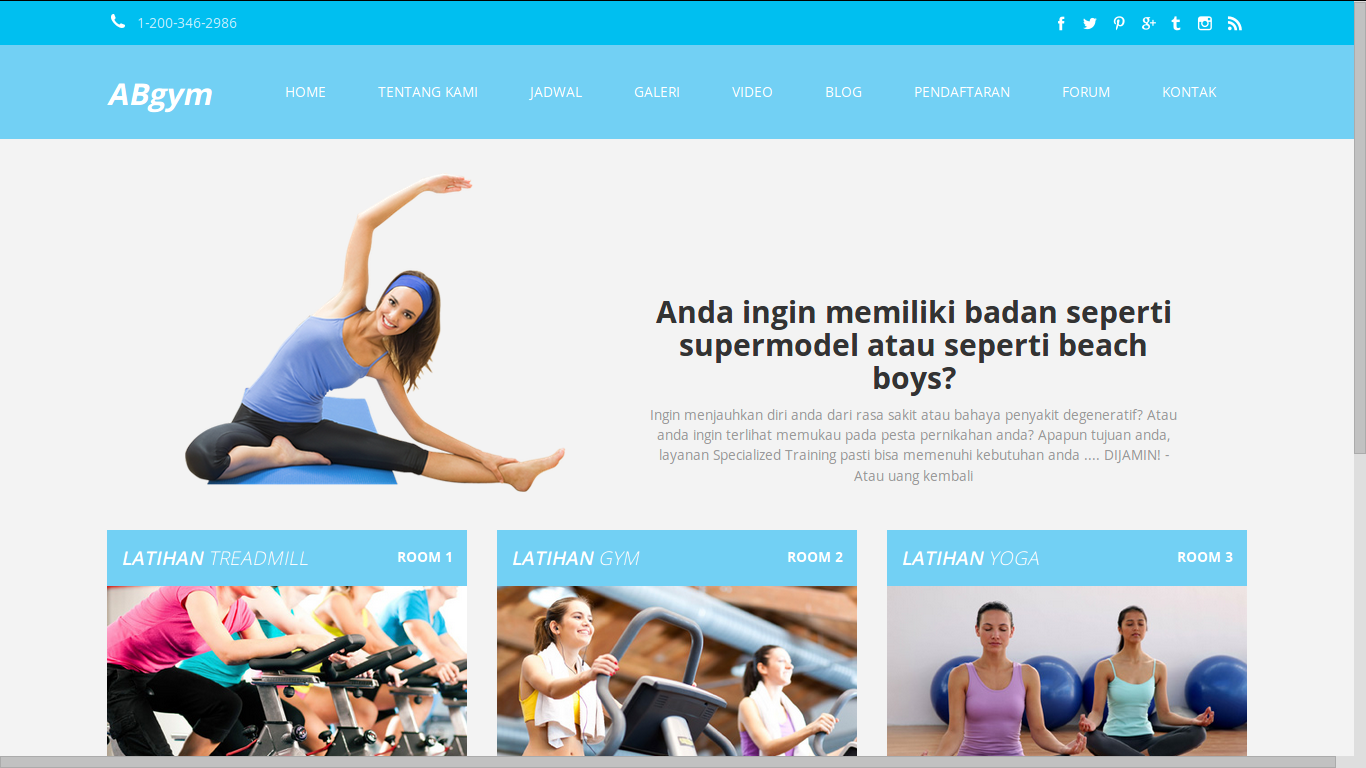 1-200-346-2986
ABgym
HOME TENTANG KAMI JADWAL GALERI VIDEO BLOG PENDAFTARAN FORUM KONTAK
Anda ingin memiliki badan seperti
supermodel atau seperti beach
boys?
Ingin menjauhkan diri anda dari rasa sakit atau bahaya penyakit degeneratif? Atau
anda ingin terlihat memukau pada pesta pernikahan anda? Apapun tujuan anda,
layanan Specialized Training pasti bisa memenuhi kebutuhan anda .... DIJAMIN! -
Atau uang kembali
LATIHAN TREADMILL ROOM 1
LATIHAN GYM ROOM 2
LATIHAN YOGA ROOM 3